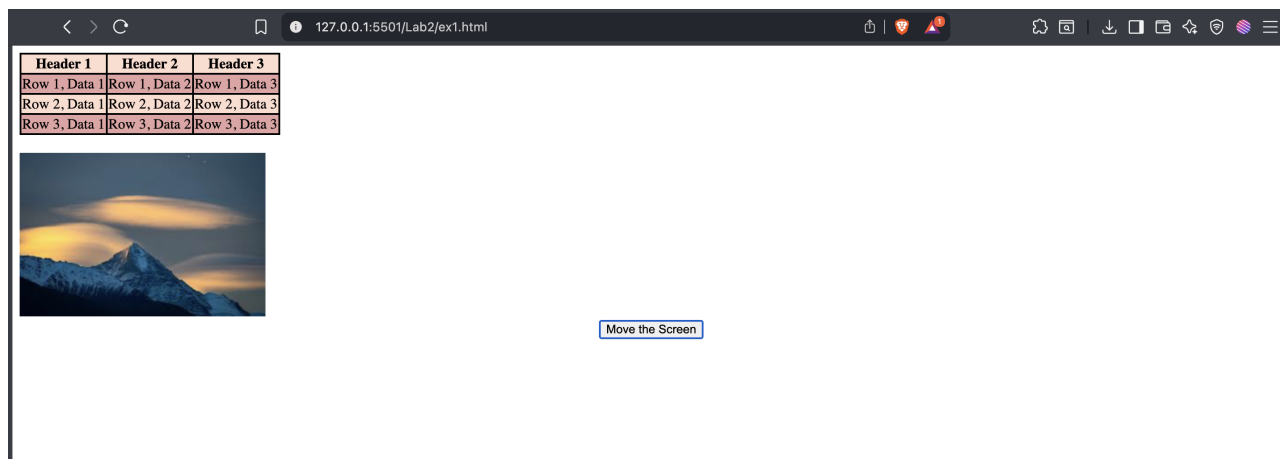 127.0.0.1:5501/Lab2/ex1.html
1
Header 1 Header 2 Header 3
Row 1, Data 1 Row 1, Data 2 Row 1, Data 3
Row 2, Data 1 Row 2, Data 2 Row 2, Data 3
Row 3, Data 1 Row 3, Data 2 Row 3, Data 3
Move the Screen